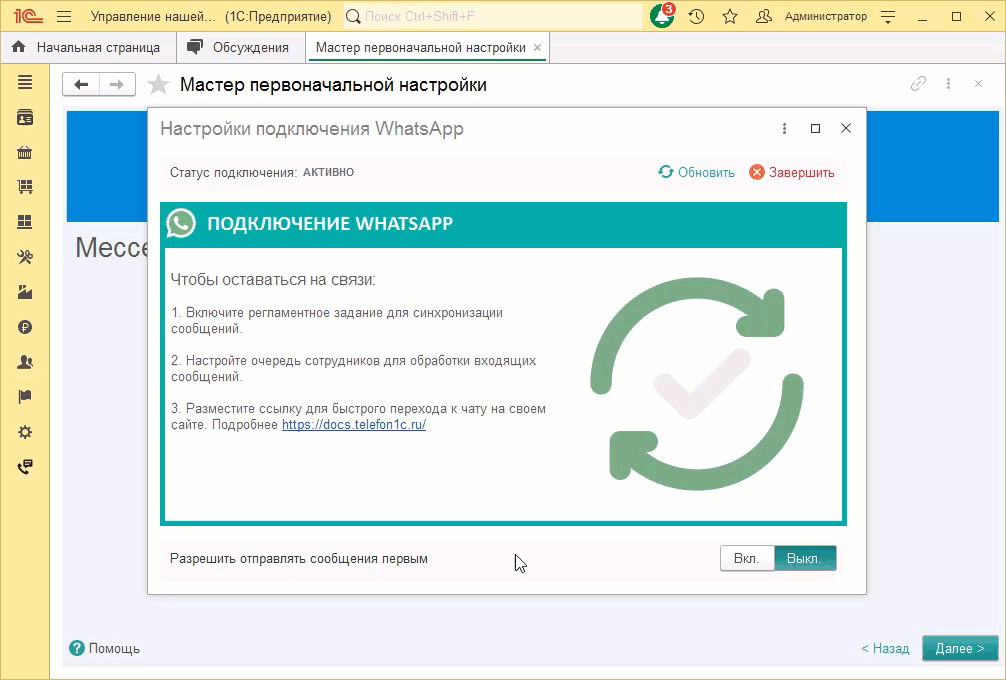 1С Управление нашей... (1С:Предприятие) Поиск Ctrl+Shift+F 3 Администратор
Начальная страница Обсуждения Мастер первоначальной настройки ×
Мастер первоначальной настройки
Настройки подключения WhatsApp
Статус подключения: АКТИВНО Обновить Завершить
ПОДКЛЮЧЕНИЕ WHATSAPP
Мессе
Чтобы оставаться на связи:
1. Включите регламентное задание для синхронизации
сообщений.
2. Настройте очередь сотрудников для обработки входящих
сообщений.
3. Разместите ссылку для быстрого перехода к чату на своем
сайте. Подробнее https://docs.telefon1c.ru/
Разрешить отправлять сообщения первым Вкл. Выкл.
? Помощь < Назад Далее >